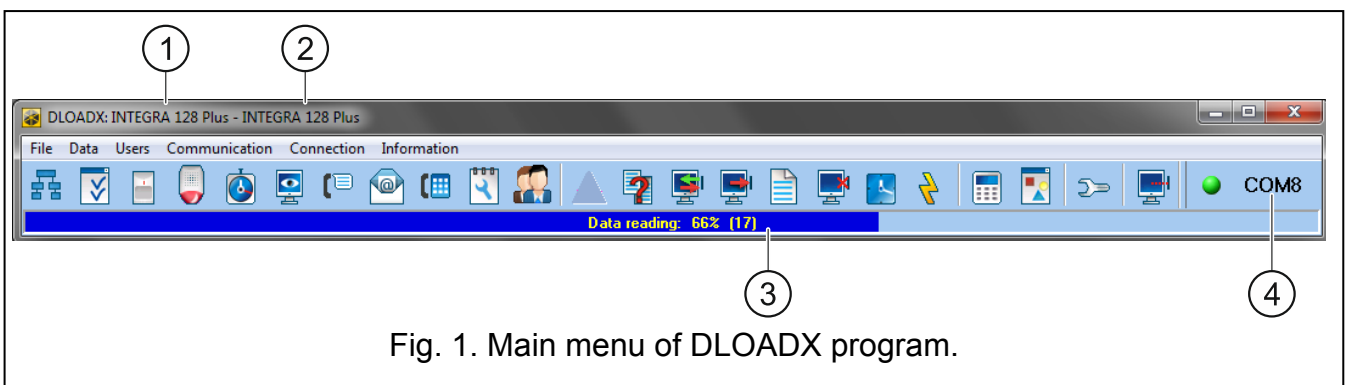 1 2
DLOADX: INTEGRA 128 Plus - INTEGRA 128 Plus
File Data Users Communication Connection Information
COM8
Data reading: 66% (17)
3 4
Fig. 1. Main menu of DLOADX program.